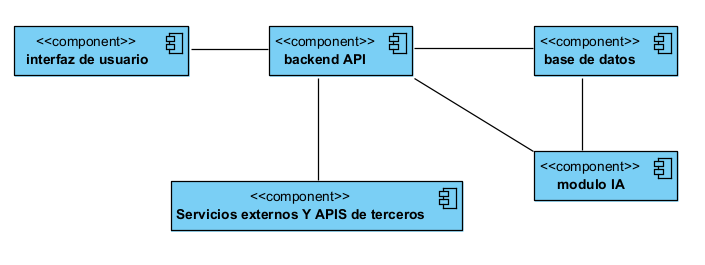 <<component>>
interfaz de usuario
<<component>>
backend API
<<component>>
base de datos
<<component>>
modulo IA
<<component>>
Servicios externos Y APIS de terceros